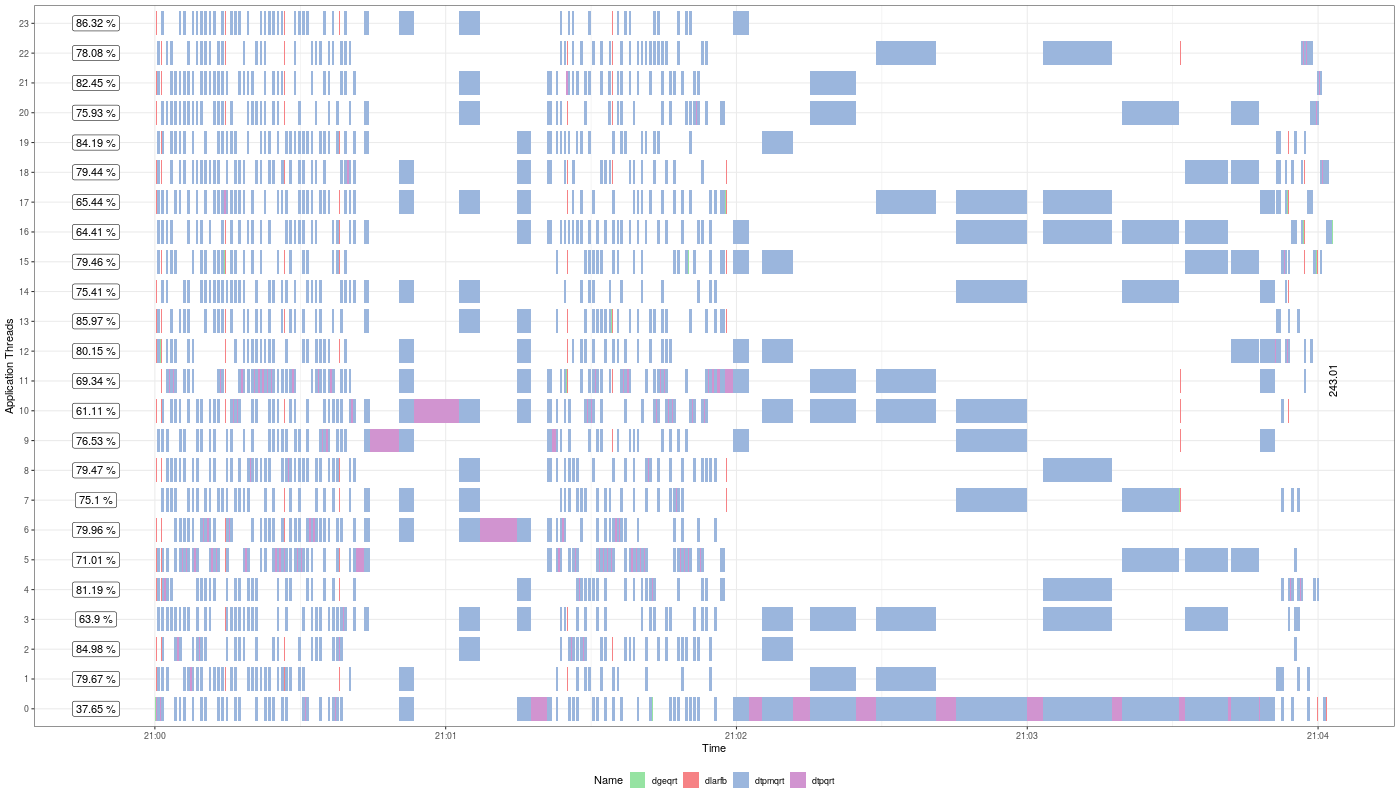 23 86.32 %
22 78.08 %
21 82.45 %
20 75.93 %
19 84.19 %
18 79.44 %
17 65.44 %
16 64.41 %
15 79.46 %
14 75.41 %
13 85.97 %
12 80.15 %
11 69.34 %
10 61.11 %
9 76.53 %
8 79.47 %
7 75.1 %
6 79.96 %
5 71.01 %
4 81.19 %
3 63.9 %
2 84.98 %
1 79.67 %
0 37.65 %
Application Threads
243.01
21:00 21:01 21:02 21:03 21:04
Time
Name dgeqrt dlarfb dtpmqrt dtpqrt